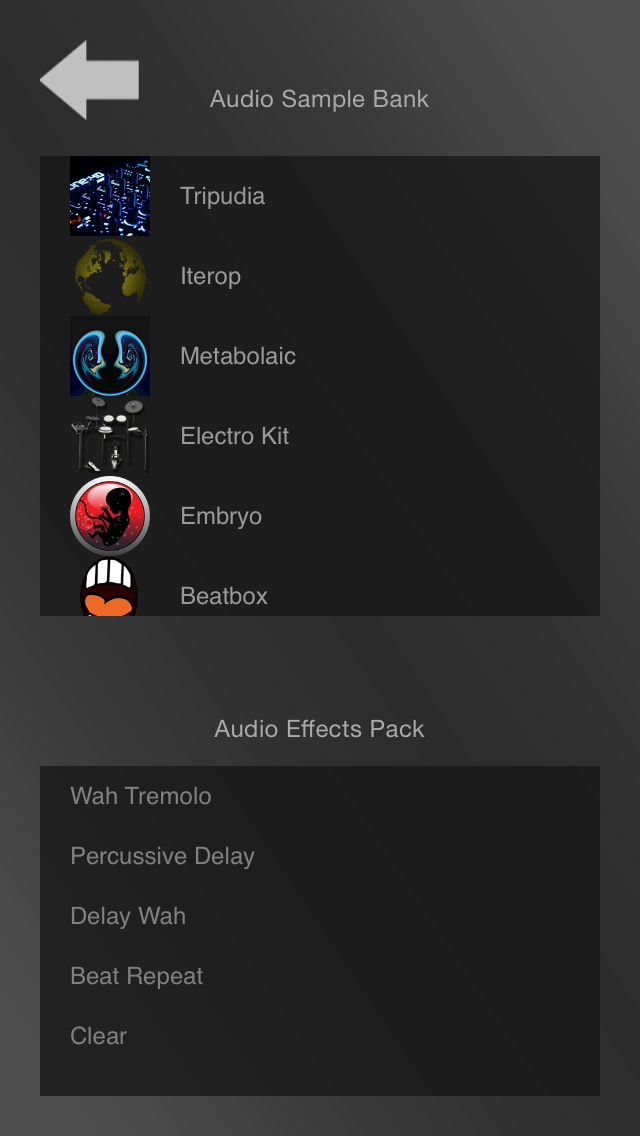 Audio Sample Bank
Tripudia
Iterop
Metabolaic
Electro Kit
Embryo
Beatbox
Audio Effects Pack
Wah Tremolo
Percussive Delay
Delay Wah
Beat Repeat
Clear